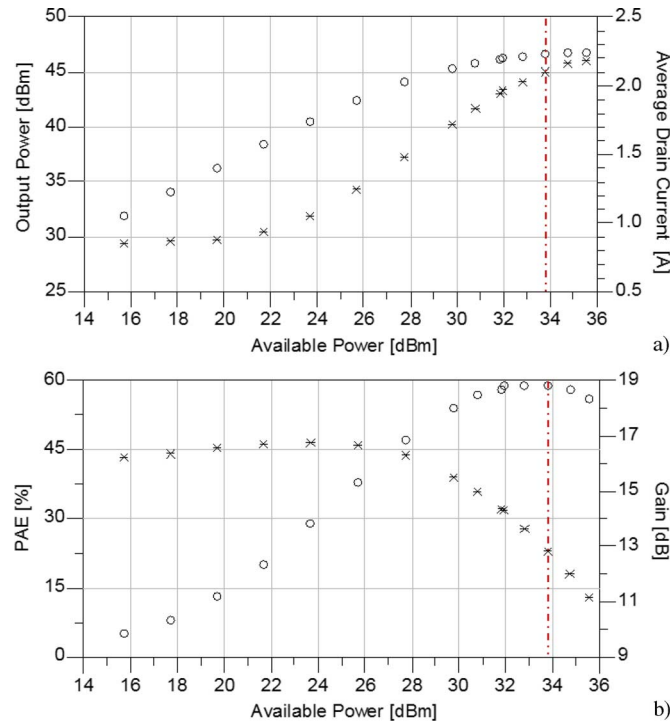 50
45
40
35
30
25
Output Power [dBm]
2.5
2.0
1.5
1.0
0.5
Average Drain Current [A]
14 16 18 20 22 24 26 28 30 32 34 36
Available Power [dBm]
a)
60
45
30
15
0
PAE [%]
19
17
15
13
11
9
Gain [dB]
14 16 18 20 22 24 26 28 30 32 34 36
Available Power [dBm]
b)